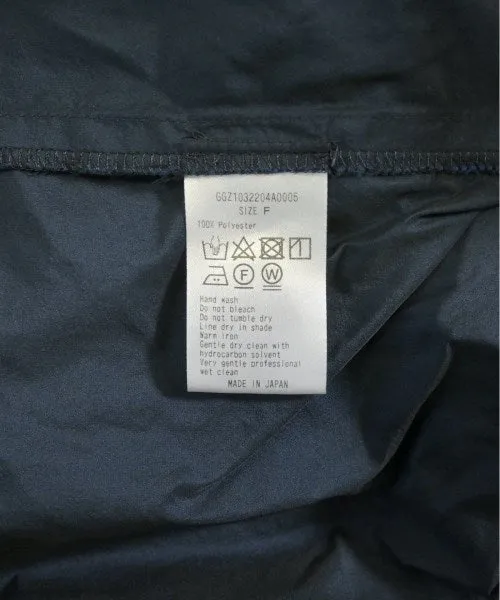 GGZ1032204A0005
SIZE F
100% Polyester
F W
Hand wash
Do not bleach
Do not tumble dry
Line dry in shade
Warm iron
Gentle dry clean with
hydrocarbon solvent
Very gentle professional
wet clean
MADE IN JAPAN